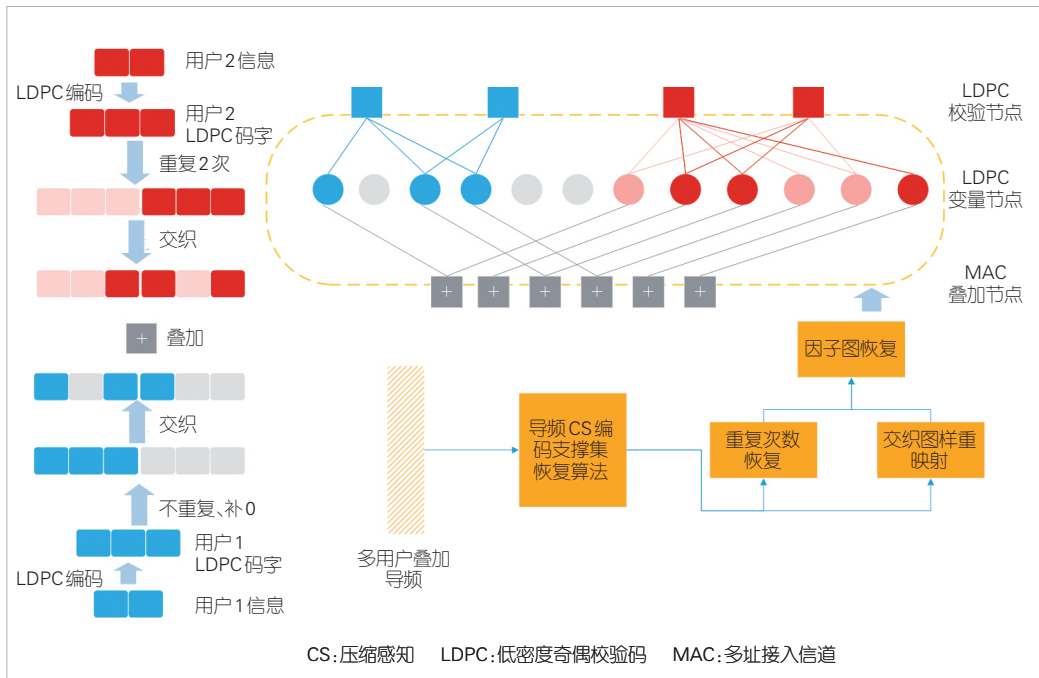 用户2信息
LDPC编码
用户2
LDPC码字
重复2次
交织
+
叠加
交织
不重复、补0
用户1
LDPC码字
LDPC编码
用户1信息
LDPC
校验节点
LDPC
变量节点
MAC
叠加节点
+ + + + + +
因子图恢复
导频CS编
码支撑集
恢复算法
重复次数
恢复
交织图样重
映射
多用户叠加
导频
CS:压缩感知 LDPC:低密度奇偶校验码 MAC:多址接入信道